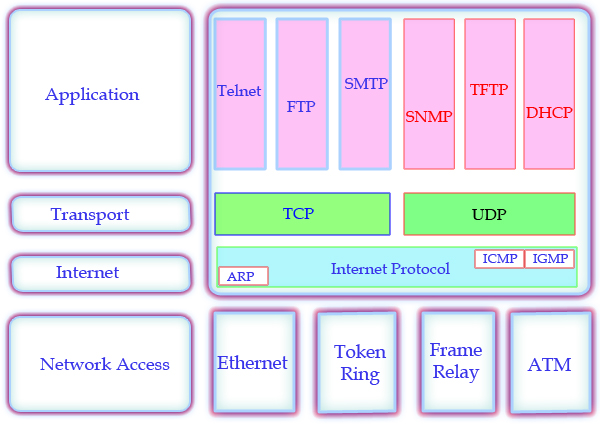 Application
Telnet
FTP
SMTP
SNMP
TFTP
DHCP
Transport
TCP
UDP
Internet
ARP
Internet Protocol
ICMP
IGMP
Network Access
Ethernet
Token
Ring
Frame
Relay
ATM